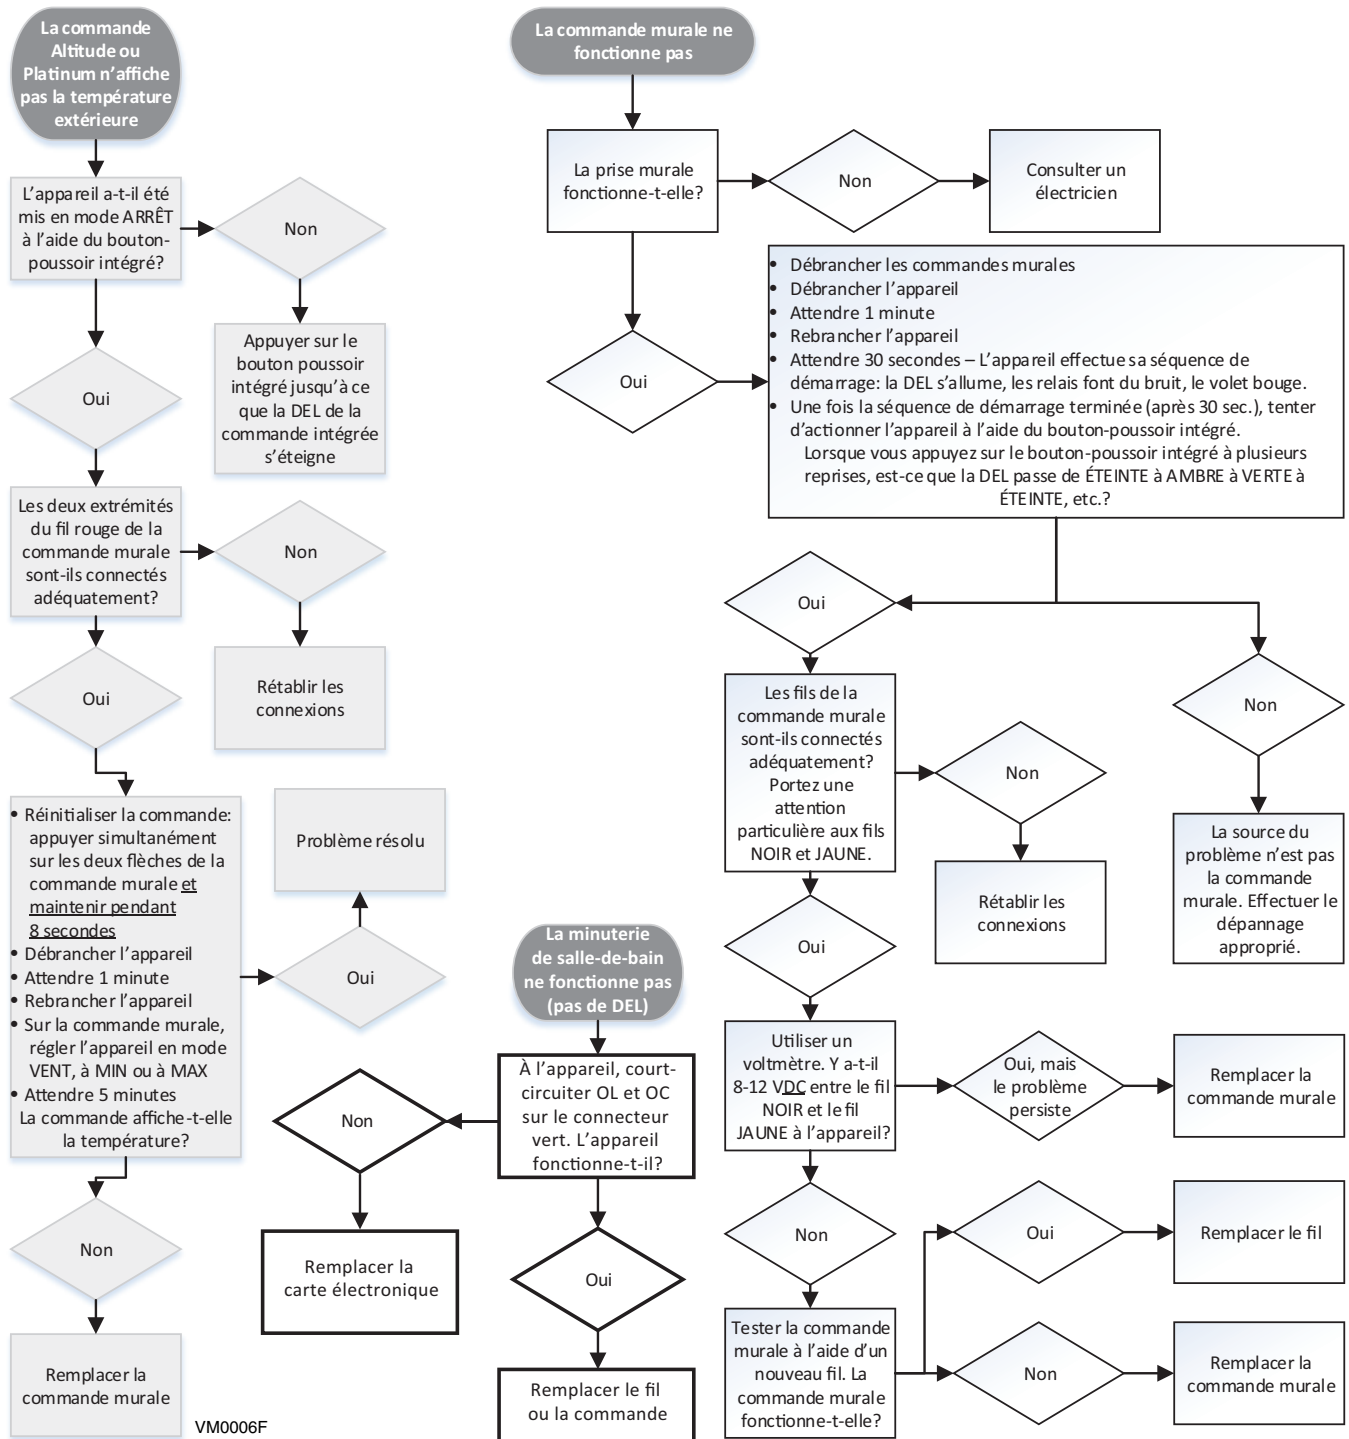 La commande
Altitude ou
Platinum n'affiche
pas la température
extérieure
L'appareil a-t-il été
mis en mode ARRÊT
à l'aide du bouton-
poussoir intégré?
Non
Appuyer sur le
bouton poussoir
intégré jusqu'à ce
que la DEL de la
commande intégrée
s'éteigne
Oui
Les deux extrémités
du fil rouge de la
commande murale
sont-ils connectés
adéquatement?
Non
Rétablir les
connexions
Oui
• Réinitialiser la commande:
appuyer simultanément
sur les deux flèches de la
commande murale et
maintenir pendant
8 secondes
• Débrancher l'appareil
• Attendre 1 minute
• Rebrancher l'appareil
• Sur la commande murale,
régler l'appareil en mode
VENT, à MIN ou à MAX
• Attendre 5 minutes
La commande affiche-t-elle
la température?
Problème résolu
Oui
Non
Remplacer la
commande murale
VM0006F
La minuterie
de salle-de-bain
ne fonctionne pas
(pas de DEL)
À l'appareil, court-
circuiter OL et OC
sur le connecteur
vert. L'appareil
fonctionne-t-il?
Non
Remplacer la
carte électronique
Oui
Remplacer le fil
ou la commande
La commande murale ne
fonctionne pas
La prise murale
fonctionne-t-elle?
Non
Consulter un
électricien
Oui
• Débrancher les commandes murales
• Débrancher l'appareil
• Attendre 1 minute
• Rebrancher l'appareil
• Attendre 30 secondes – L'appareil effectue sa séquence de
démarrage: la DEL s'allume, les relais font du bruit, le volet bouge.
• Une fois la séquence de démarrage terminée (après 30 sec.), tenter
d'actionner l'appareil à l'aide du bouton-poussoir intégré.
Lorsque vous appuyez sur le bouton-poussoir intégré à plusieurs
reprises, est-ce que la DEL passe de ÉTEINTE à AMBRE à VERTE à
ÉTEINTE, etc.?
Oui
Non
La source du
problème n'est pas
la commande
murale. Effectuer le
dépannage
approprié.
Les fils de la
commande murale
sont-ils connectés
adéquatement?
Portez une
attention
particulière aux fils
NOIR et JAUNE.
Non
Rétablir les
connexions
Oui
Utiliser un
voltmètre. Y a-t-il
8-12 VDC entre le fil
NOIR et le fil
JAUNE à l'appareil?
Oui, mais
le problème
persiste
Remplacer la
commande murale
Non
Tester la commande
murale à l'aide d'un
nouveau fil. La
commande murale
fonctionne-t-elle?
Oui
Remplacer le fil
Non
Remplacer la
commande murale